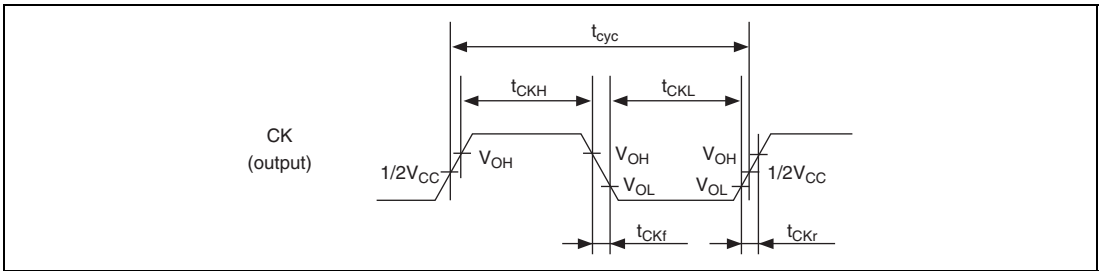 tcyc
tCKH
tCKL
CK
(output)
1/2VCC
VOH
VOH
VOL
VOH
VOL
1/2VCC
tCKf
tCKr